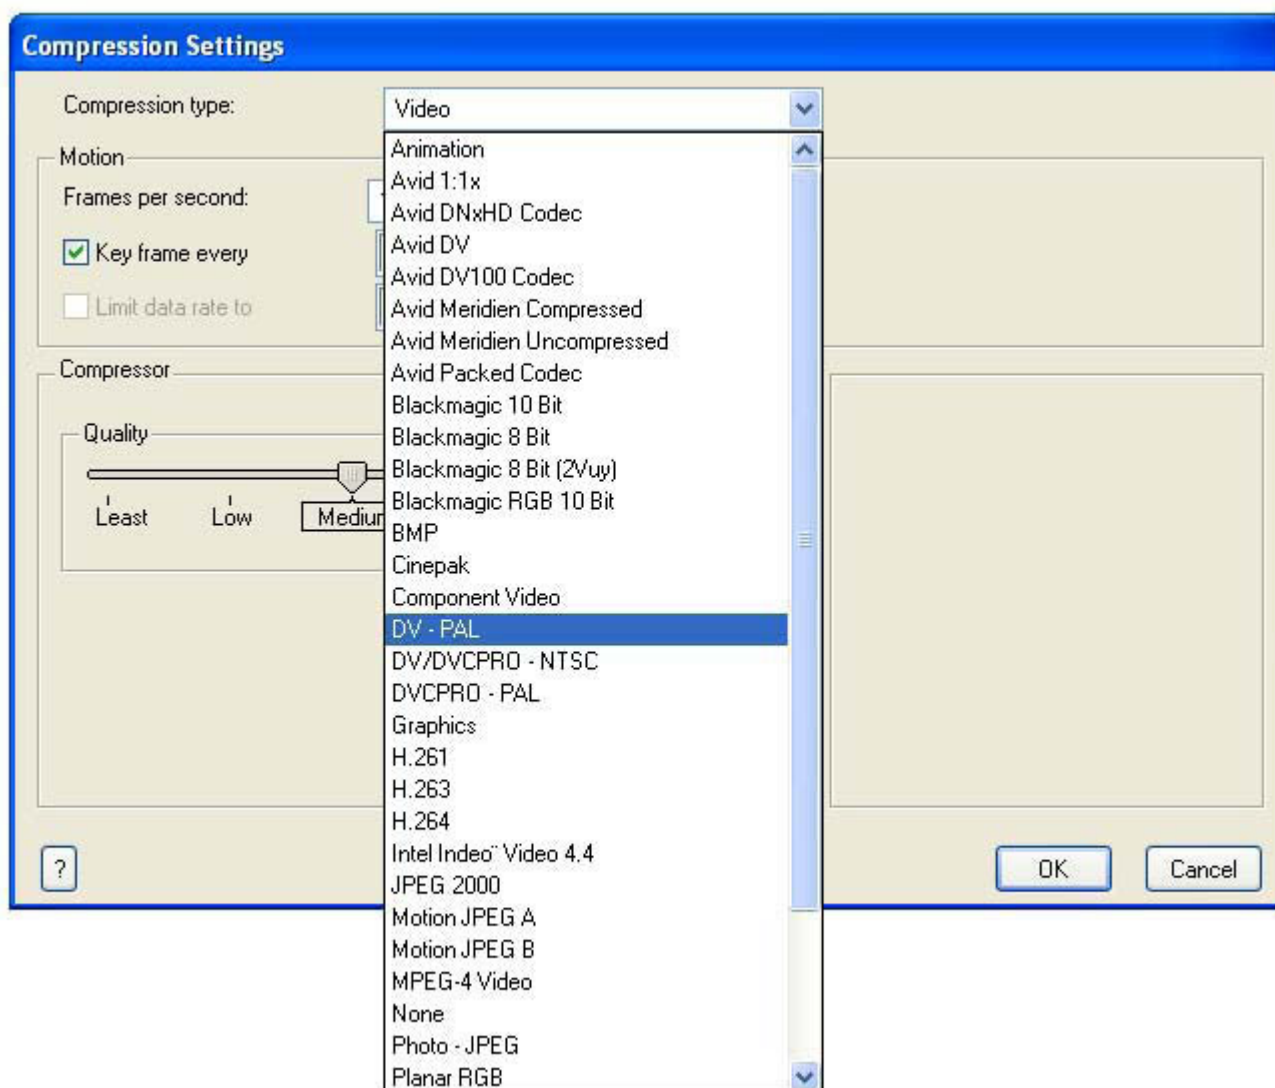 Compression Settings
Compression type:
Video
Motion
Frames per second:
Key frame every
Limit data rate to
Compressor
Quality
Least
Low
Animation
Avid 1:1x
Avid DNxHD Codec
Avid DV
Avid DV100 Codec
Avid Meridien Compressed
Avid Meridien Uncompressed
Avid Packed Codec
Blackmagic 10 Bit
Blackmagic 8 Bit
Blackmagic 8 Bit (2Vuy)
Blackmagic RGB 10 Bit
BMP
Cinepak
Component Video
DV - PAL
DV/DVCPRO - NTSC
DVCPRO - PAL
Graphics
H.261
H.263
H.264
Intel Indeo¨ Video 4.4
JPEG 2000
Motion JPEG A
Motion JPEG B
MPEG-4 Video
None
Photo - JPEG
Planar RGB
?
OK
Cancel